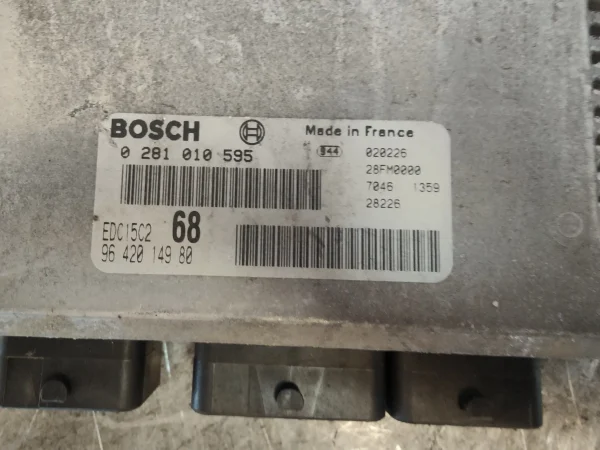 BOSCH Made in France
0 281 010 595 944 020226
28FM0000
7046 1359
28226
EDC15C2 68
96 420 149 80